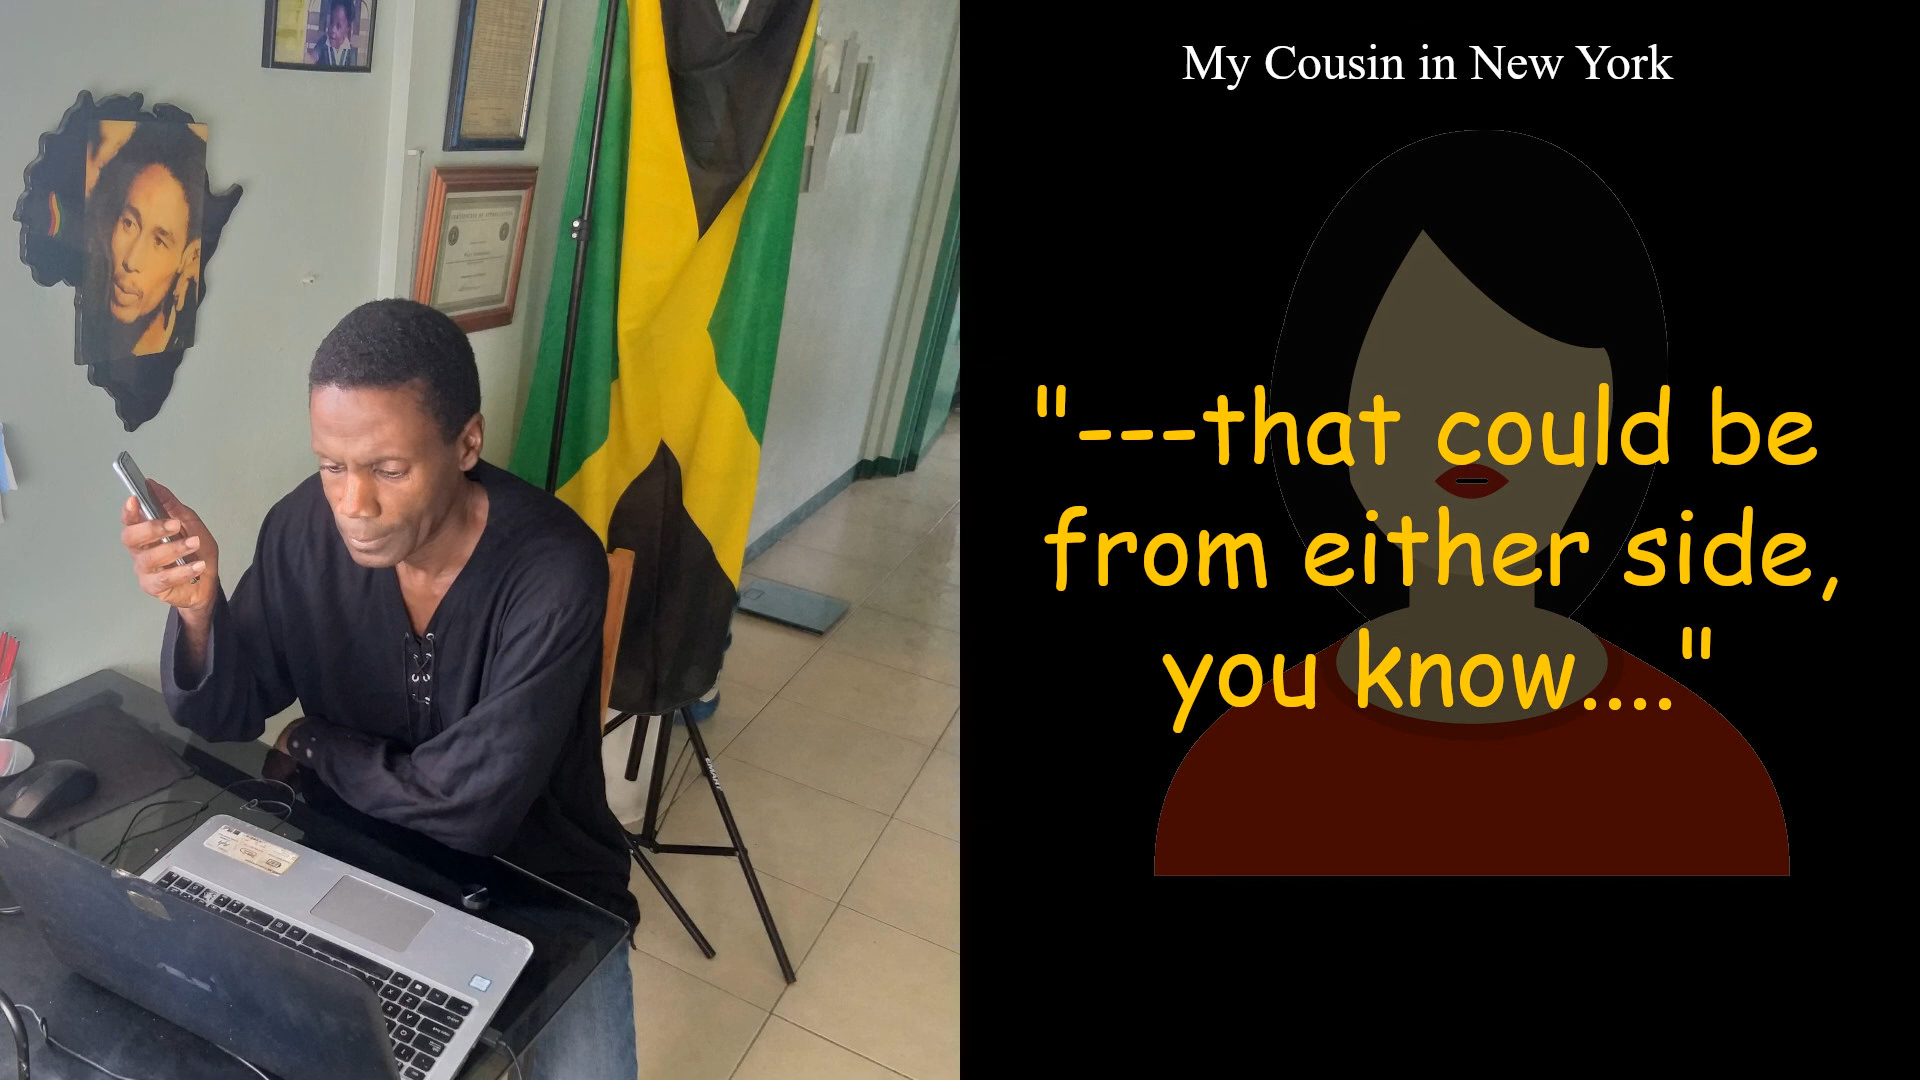 My Cousin in New York
"---that could be
from either side,
you know...."